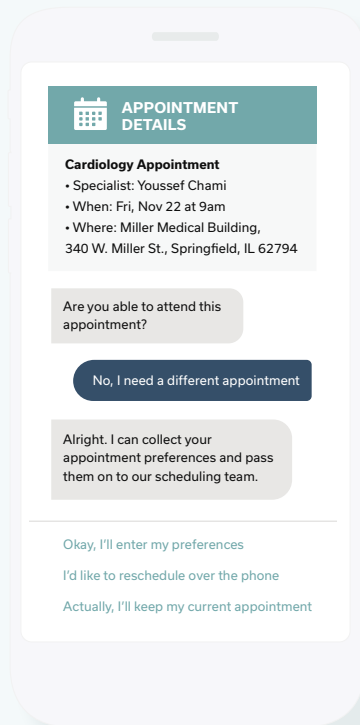 APPOINTMENT
DETAILS
Cardiology Appointment
• Specialist: Youssef Chami
• When: Fri, Nov 22 at 9am
• Where: Miller Medical Building,
340 W. Miller St., Springfield, IL 62794
Are you able to attend this
appointment?
No, I need a different appointment
Alright. I can collect your
appointment preferences and pass
them on to our scheduling team.
Okay, I'll enter my preferences
I'd like to reschedule over the phone
Actually, I'll keep my current appointment